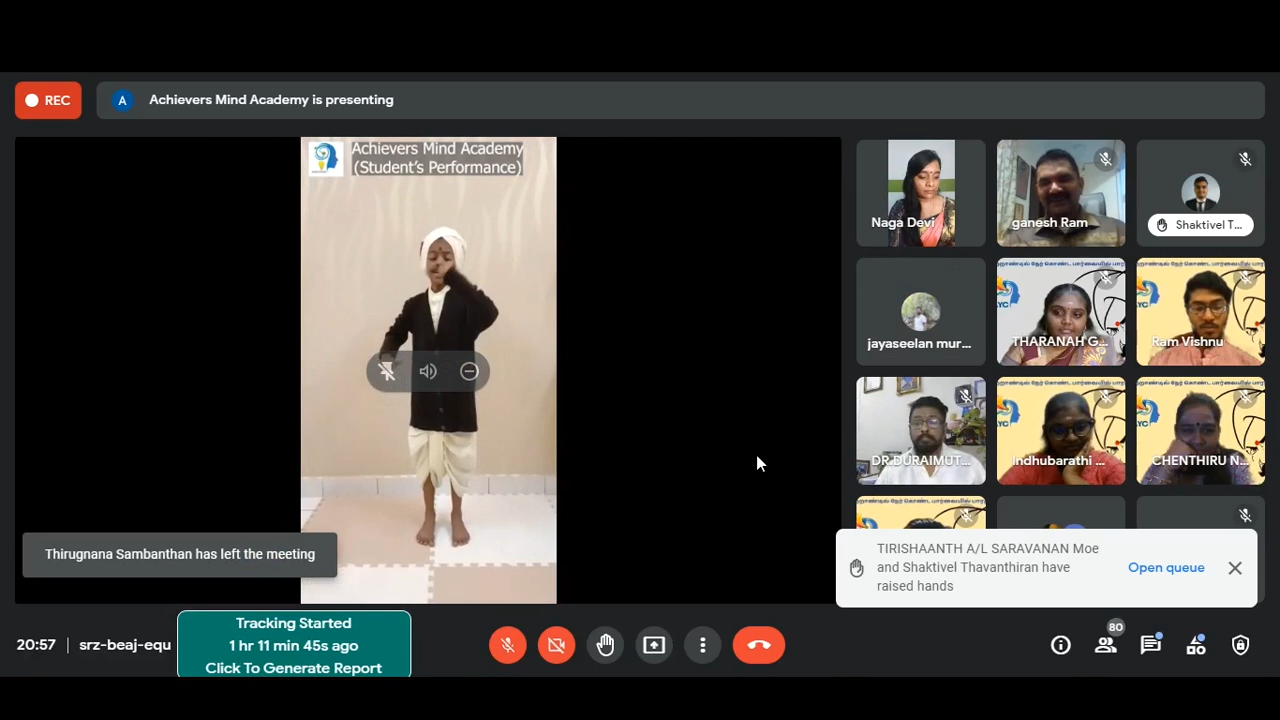 REC
A
Achievers Mind Academy is presenting
Achievers Mind Academy
(Student's Performance)
Naga Devi
ganesh Ram
Shaktivel T...
jayaseelan mur...
THARANAH G...
Ram Vishnu
DR.DURAIMUT...
Indhubarathi ...
CHENTHIRU N...
Thirugnana Sambanthan has left the meeting
TIRISHAANTH A/L SARAVANAN Moe
and Shaktivel Thavanthiran have
raised hands
Open queue
20:57
srz-beaj-equ
Tracking Started
1 hr 11 min 45s ago
Click To Generate Report
80